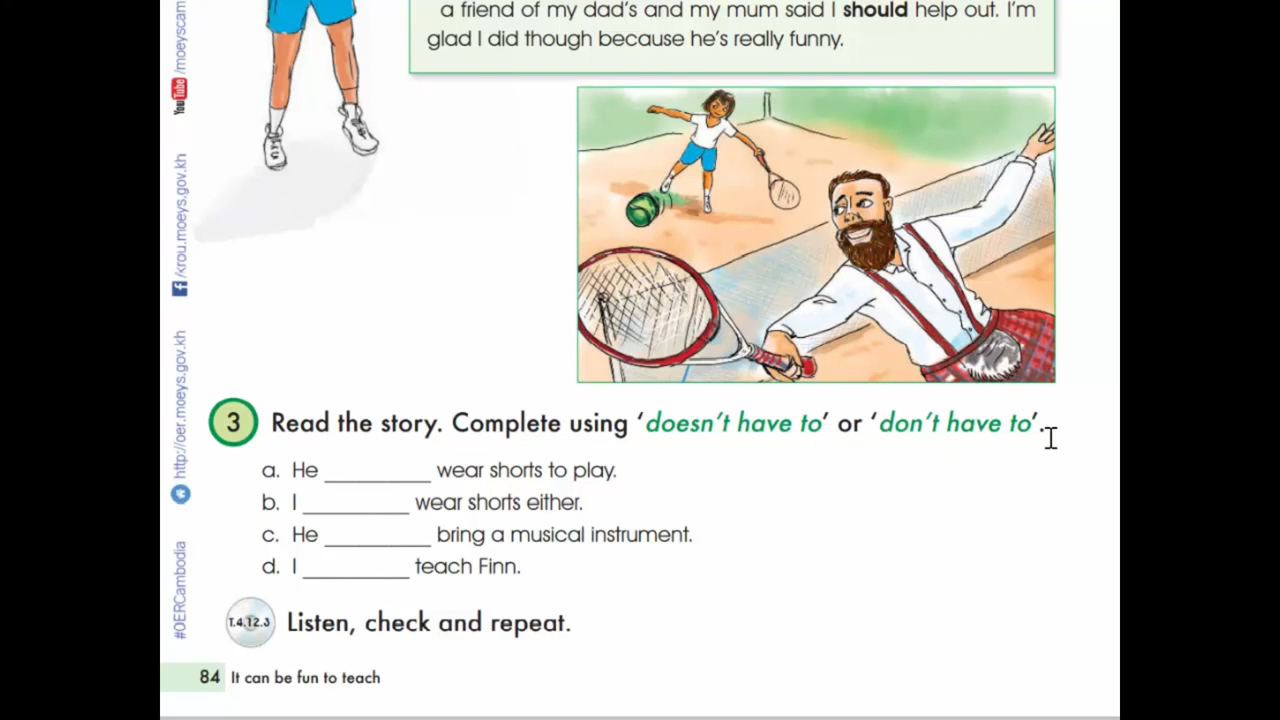 a friend of my dad's and my mum said I should help out. I'm
glad I did though because he's really funny.
3 Read the story. Complete using 'doesn't have to' or 'don't have to'.
a. He __________ wear shorts to play.
b. I __________ wear shorts either.
c. He __________ bring a musical instrument.
d. I __________ teach Finn.
T.4.12.3 Listen, check and repeat.
84 It can be fun to teach
#OERCambodia
http://oer.moeys.gov.kh
f /krou.moeys.gov.kh
YouTube /moeyscam